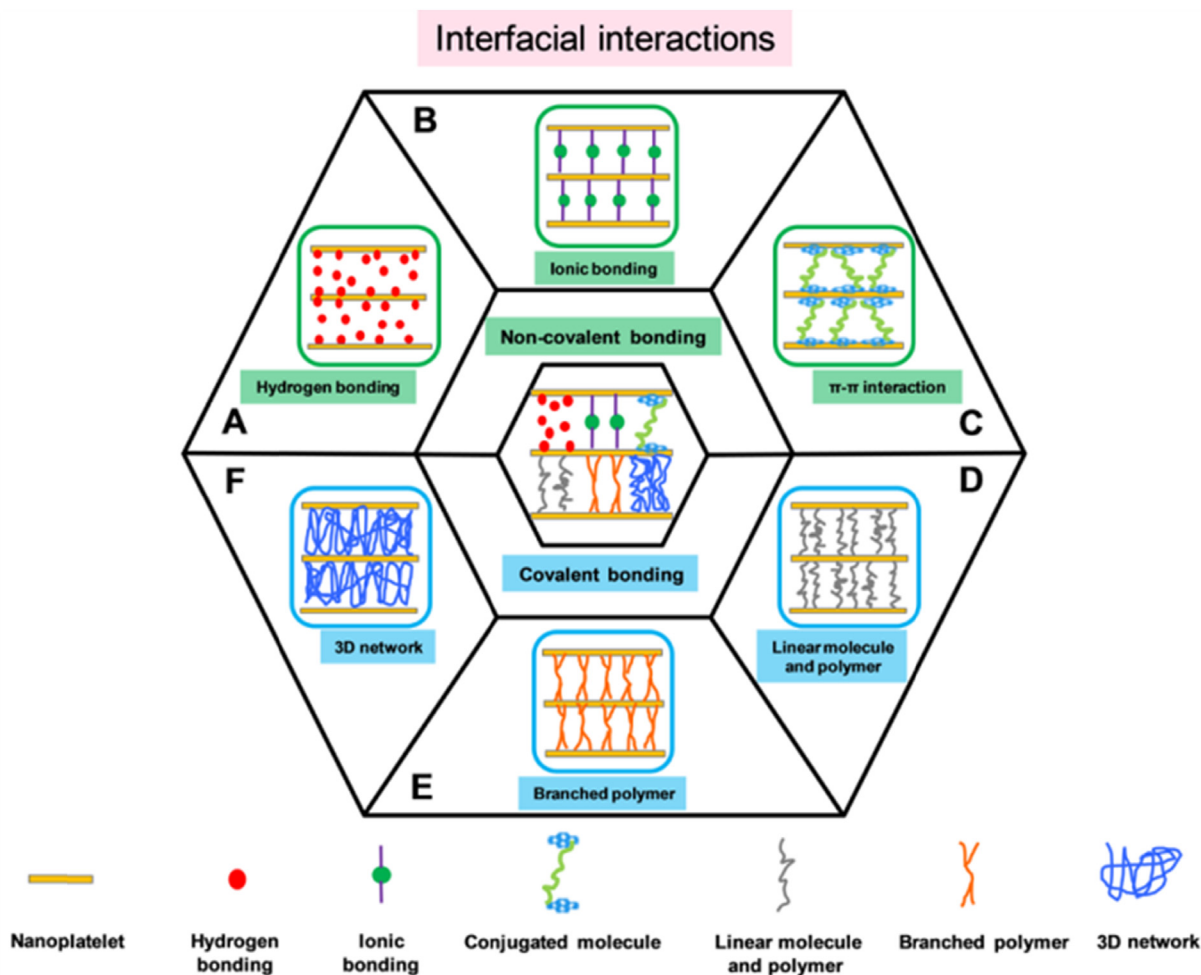 Interfacial interactions
B
Ionic bonding
Hydrogen bonding
A
Non-covalent bonding
π-π interaction
C
F
3D network
Covalent bonding
D
Linear molecule
and polymer
E
Branched polymer
Nanoplatelet
Hydrogen
bonding
Ionic
bonding
Conjugated molecule
Linear molecule
and polymer
Branched polymer
3D network